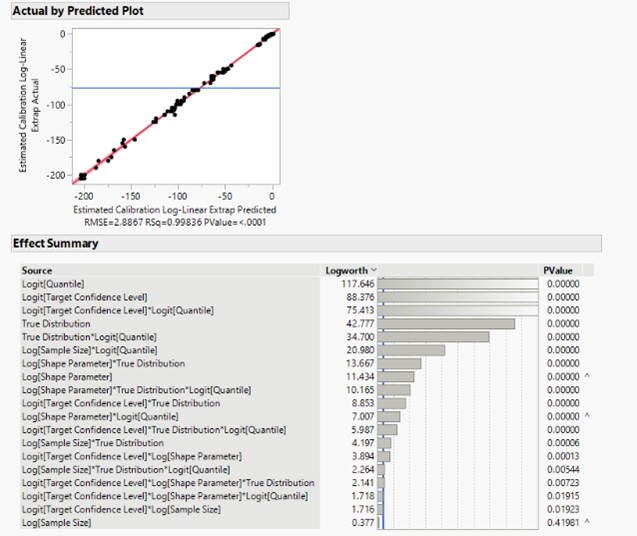 Actual by Predicted Plot
Estimated Calibration Log-Linear
Extrap Actual
0
-50
-100
-150
-200
-200 -150 -100 -50 0
Estimated Calibration Log-Linear Extrap Predicted
RMSE=2.8867 RSq=0.99836 PValue=<.0001
Effect Summary
Source Logworth PValue
Logit[Quantile] 117.646 0.00000
Logit[Target Confidence Level] 88.376 0.00000
Logit[Target Confidence Level]*Logit[Quantile] 75.413 0.00000
True Distribution 42.777 0.00000
True Distribution*Logit[Quantile] 34.700 0.00000
Log[Sample Size]*Logit[Quantile] 20.980 0.00000
Log[Shape Parameter]*True Distribution 13.667 0.00000
Log[Shape Parameter] 11.434 0.00000 ^
Log[Shape Parameter]*True Distribution*Logit[Quantile] 10.165 0.00000
Logit[Target Confidence Level]*True Distribution 8.853 0.00000
Log[Shape Parameter]*Logit[Quantile] 7.007 0.00000 ^
Logit[Target Confidence Level]*True Distribution*Logit[Quantile] 5.987 0.00000
Log[Sample Size]*True Distribution 4.197 0.00006
Logit[Target Confidence Level]*Log[Shape Parameter] 3.894 0.00013
Log[Sample Size]*True Distribution*Logit[Quantile] 2.264 0.00544
Logit[Target Confidence Level]*Log[Shape Parameter]*True Distribution 2.141 0.00723
Logit[Target Confidence Level]*Log[Shape Parameter]*Logit[Quantile] 1.718 0.01915
Logit[Target Confidence Level]*Log[Sample Size] 1.716 0.01923
Log[Sample Size] 0.377 0.41981 ^